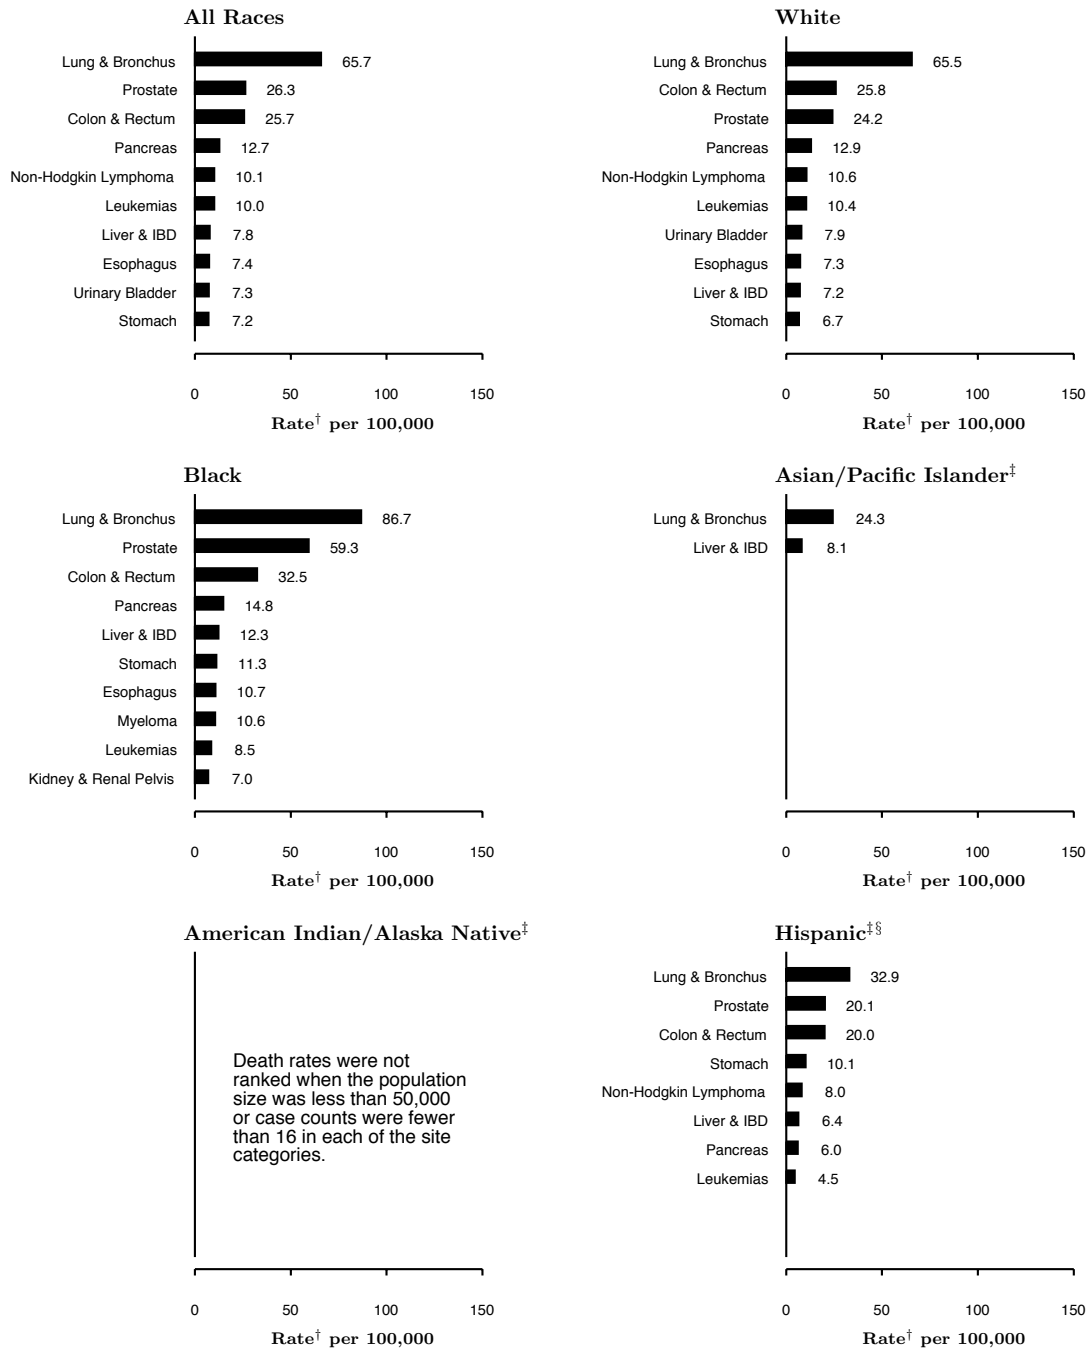 All Races
Lung & Bronchus 65.7
Prostate 26.3
Colon & Rectum 25.7
Pancreas 12.7
Non-Hodgkin Lymphoma 10.1
Leukemias 10.0
Liver & IBD 7.8
Esophagus 7.4
Urinary Bladder 7.3
Stomach 7.2
0 50 100 150
Rate† per 100,000
White
Lung & Bronchus 65.5
Colon & Rectum 25.8
Prostate 24.2
Pancreas 12.9
Non-Hodgkin Lymphoma 10.6
Leukemias 10.4
Urinary Bladder 7.9
Esophagus 7.3
Liver & IBD 7.2
Stomach 6.7
0 50 100 150
Rate† per 100,000
Black
Lung & Bronchus 86.7
Prostate 59.3
Colon & Rectum 32.5
Pancreas 14.8
Liver & IBD 12.3
Stomach 11.3
Esophagus 10.7
Myeloma 10.6
Leukemias 8.5
Kidney & Renal Pelvis 7.0
0 50 100 150
Rate† per 100,000
Asian/Pacific Islander‡
Lung & Bronchus 24.3
Liver & IBD 8.1
0 50 100 150
Rate† per 100,000
American Indian/Alaska Native‡
Death rates were not
ranked when the population
size was less than 50,000
or case counts were fewer
than 16 in each of the site
categories.
0 50 100 150
Rate† per 100,000
Hispanic‡§
Lung & Bronchus 32.9
Prostate 20.1
Colon & Rectum 20.0
Stomach 10.1
Non-Hodgkin Lymphoma 8.0
Liver & IBD 6.4
Pancreas 6.0
Leukemias 4.5
0 50 100 150
Rate† per 100,000